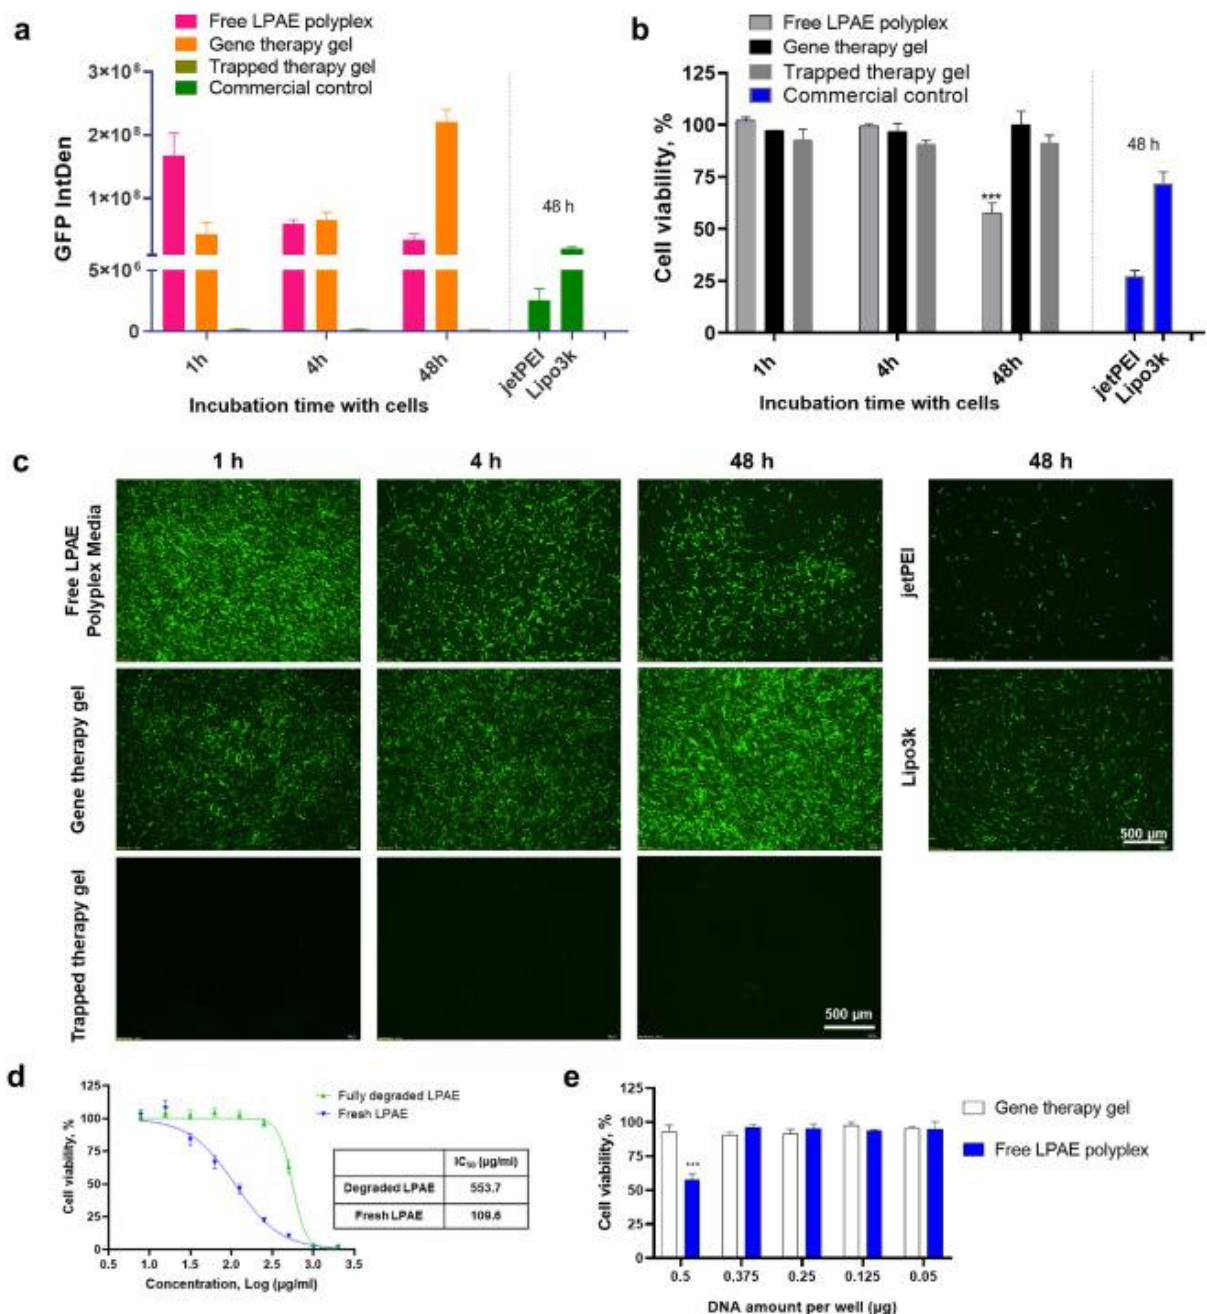 a
Free LPAE polyplex
Gene therapy gel
Trapped therapy gel
Commercial control
3×10⁸
2×10⁸
1×10⁸
5×10⁶
0
GFP IntDen
48 h
1h
4h
48h
jetPEI
Lipo3k
Incubation time with cells
b
Free LPAE polyplex
Gene therapy gel
Trapped therapy gel
Commercial control
125
100
75
50
25
0
Cell viability, %
***
48 h
1h
4h
48h
jetPEI
Lipo3k
Incubation time with cells
c
1 h
4 h
48 h
48 h
Free LPAE
Polyplex Media
jetPEI
Gene therapy gel
Lipo3k
500 µm
Trapped therapy gel
500 µm
d
125
100
75
50
25
0
Cell viability, %
Fully degraded LPAE
Fresh LPAE
IC₅₀ (µg/ml)
Degraded LPAE 553.7
Fresh LPAE 109.6
0.5 1.0 1.5 2.0 2.5 3.0 3.5
Concentration, Log (µg/ml)
e
125
100
75
50
25
0
Cell viability, %
***
Gene therapy gel
Free LPAE polyplex
0.5 0.375 0.25 0.125 0.05
DNA amount per well (µg)